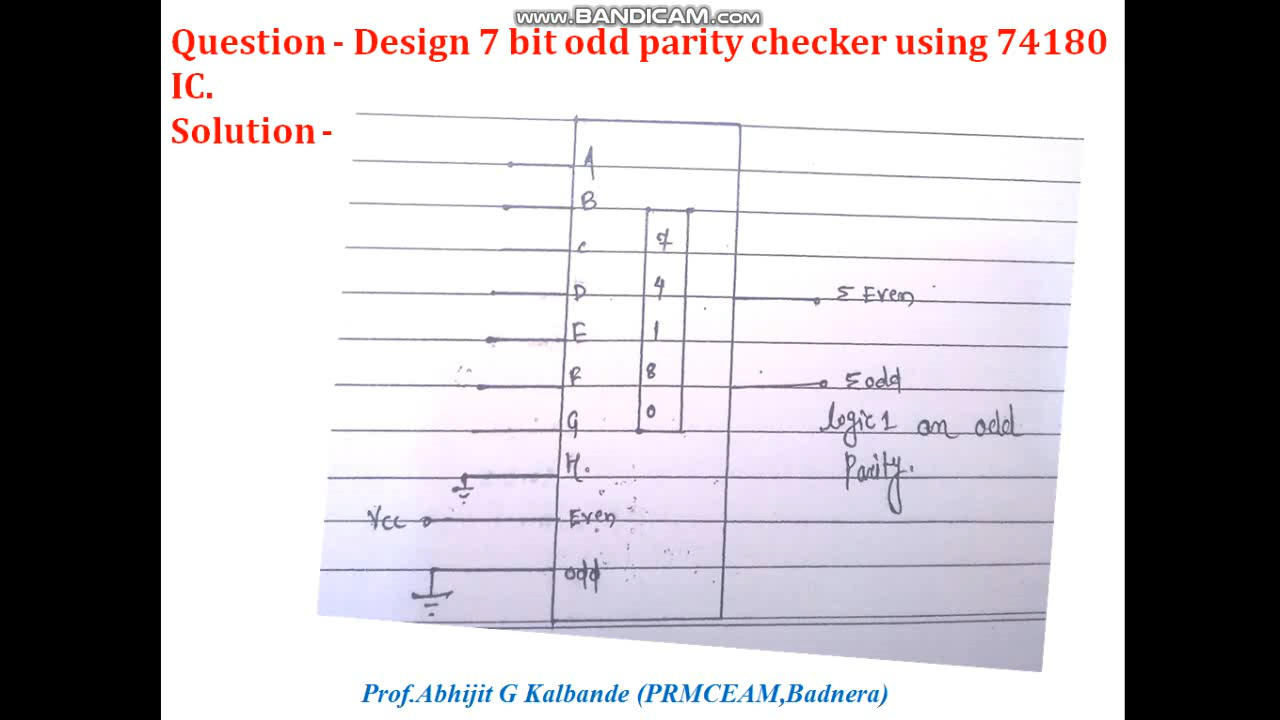 www.BANDICAM.com
Question - Design 7 bit odd parity checker using 74180
IC.
Solution -
A
B
C
D
E
F
G
H.
Vcc Even
odd
7
4
1
8
0
Σ Even
Σ odd
logic 1 an odd
Parity.
Prof.Abhijit G Kalbande (PRMCEAM,Badnera)